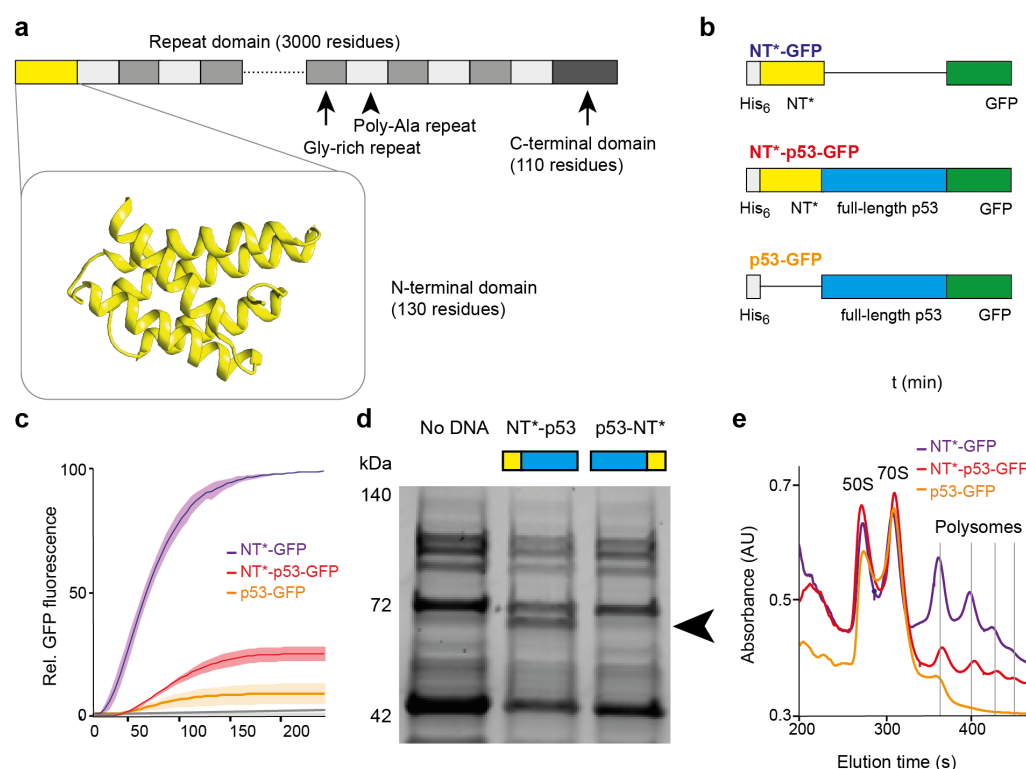 a
Repeat domain (3000 residues)
Poly-Ala repeat
Gly-rich repeat
C-terminal domain
(110 residues)
N-terminal domain
(130 residues)
b
NT*-GFP
His6 NT* GFP
NT*-p53-GFP
His6 NT* full-length p53 GFP
p53-GFP
His6 full-length p53 GFP
t (min)
c
Rel. GFP fluorescence
100
50
0
NT*-GFP
NT*-p53-GFP
p53-GFP
0 50 100 150 200
d
No DNA NT*-p53 p53-NT*
kDa
140
72
42
e
NT*-GFP
NT*-p53-GFP
p53-GFP
50S 70S
Polysomes
Absorbance (AU)
0.7
0.5
0.3
200 300 400
Elution time (s)